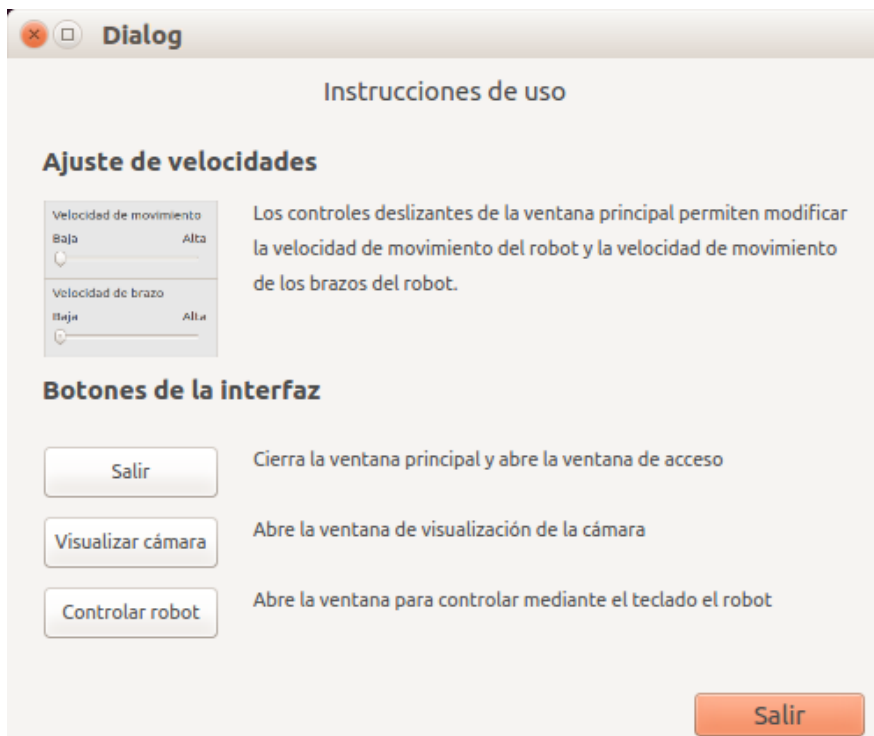 Dialog
Instrucciones de uso
Ajuste de velocidades
Velocidad de movimiento
Baja Alta
Velocidad de brazo
Baja Alta
Los controles deslizantes de la ventana principal permiten modificar
la velocidad de movimiento del robot y la velocidad de movimiento
de los brazos del robot.
Botones de la interfaz
Salir
Cierra la ventana principal y abre la ventana de acceso
Visualizar cámara
Abre la ventana de visualización de la cámara
Controlar robot
Abre la ventana para controlar mediante el teclado el robot
Salir